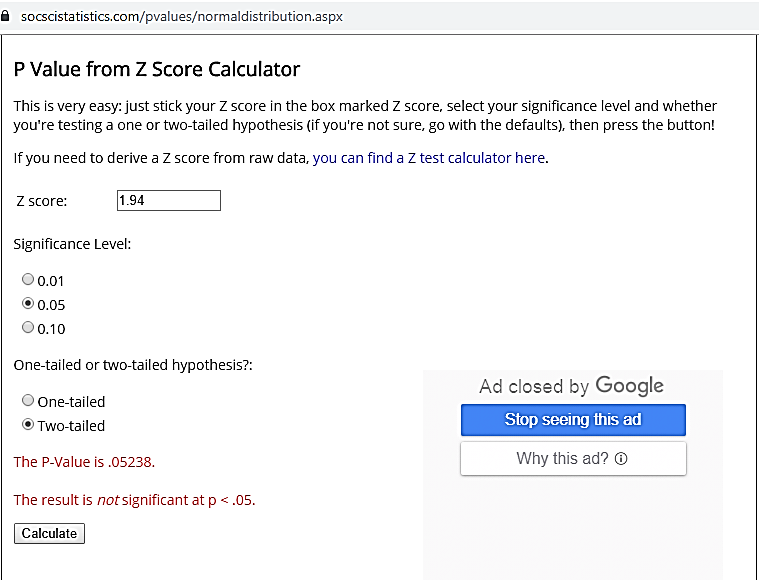 socscistatistics.com/pvalues/normaldistribution.aspx
P Value from Z Score Calculator
This is very easy: just stick your Z score in the box marked Z score, select your significance level and whether
you're testing a one or two-tailed hypothesis (if you're not sure, go with the defaults), then press the button!
If you need to derive a Z score from raw data, you can find a Z test calculator here.
Z score: 1.94
Significance Level:
0.01
0.05
0.10
One-tailed or two-tailed hypothesis?:
One-tailed
Two-tailed
The P-Value is .05238.
The result is not significant at p < .05.
Calculate
Ad closed by Google
Stop seeing this ad
Why this ad?